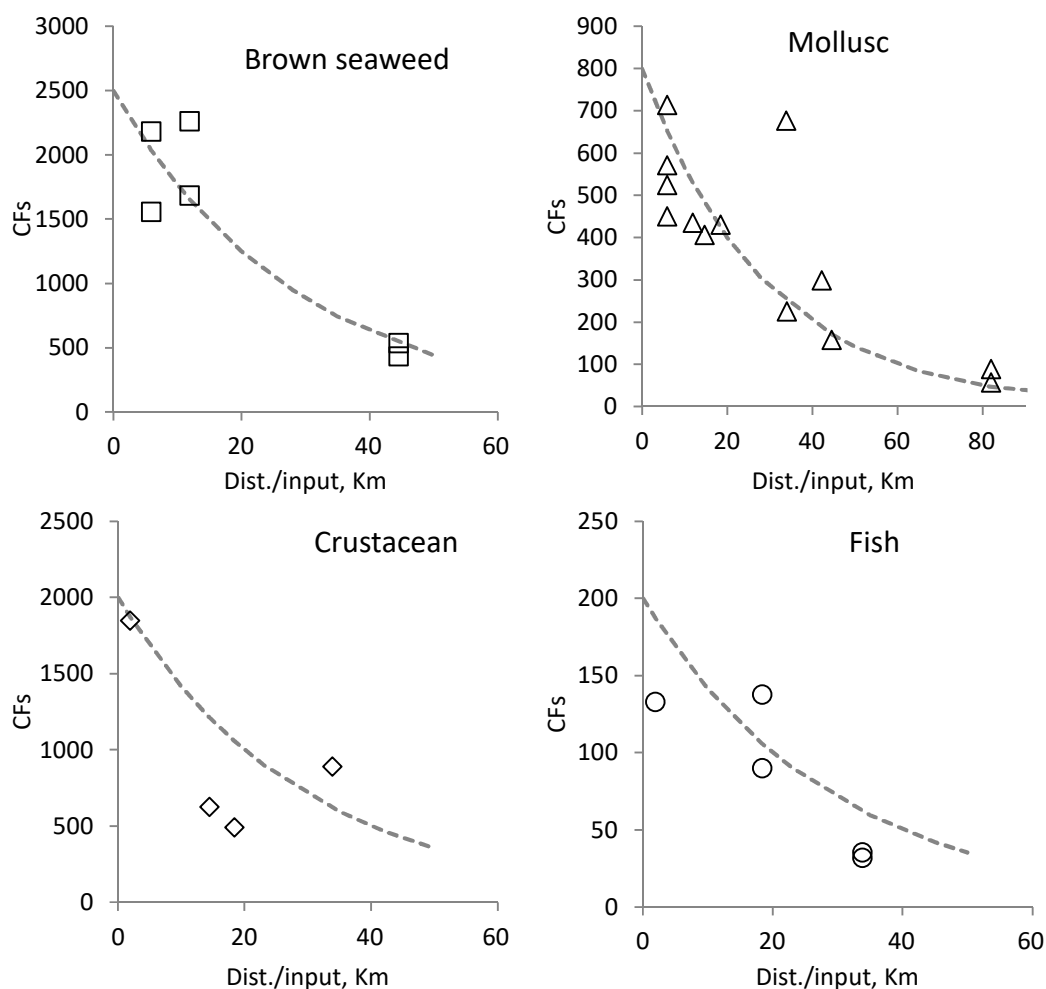 Brown seaweed
3000
2500
2000
1500
1000
500
0
CFs
0 20 40 60
Dist./input, Km
Mollusc
900
800
700
600
500
400
300
200
100
0
CFs
0 20 40 60 80
Dist./input, Km
Crustacean
2500
2000
1500
1000
500
0
CFs
0 20 40 60
Dist./input, Km
Fish
250
200
150
100
50
0
CFs
0 20 40 60
Dist./input, Km